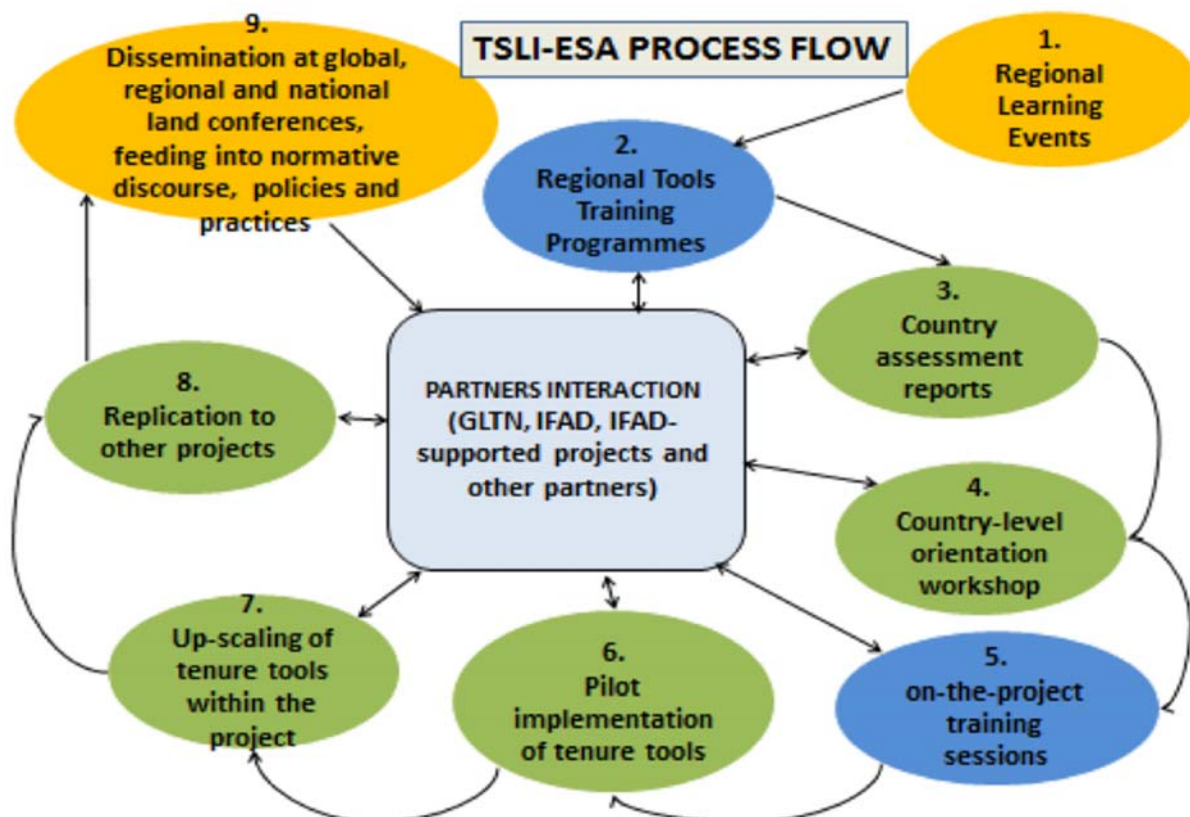 TSLI-ESA PROCESS FLOW
1.
Regional
Learning
Events
2.
Regional Tools
Training
Programmes
3.
Country
assessment
reports
4.
Country-level
orientation
workshop
5.
on-the-project
training
sessions
6.
Pilot
implementation
of tenure tools
7.
Up-scaling of
tenure tools
within the
project
8.
Replication to
other projects
9.
Dissemination at global,
regional and national
land conferences,
feeding into normative
discourse, policies and
practices
PARTNERS INTERACTION
(GLTN, IFAD, IFAD-
supported projects and
other partners)